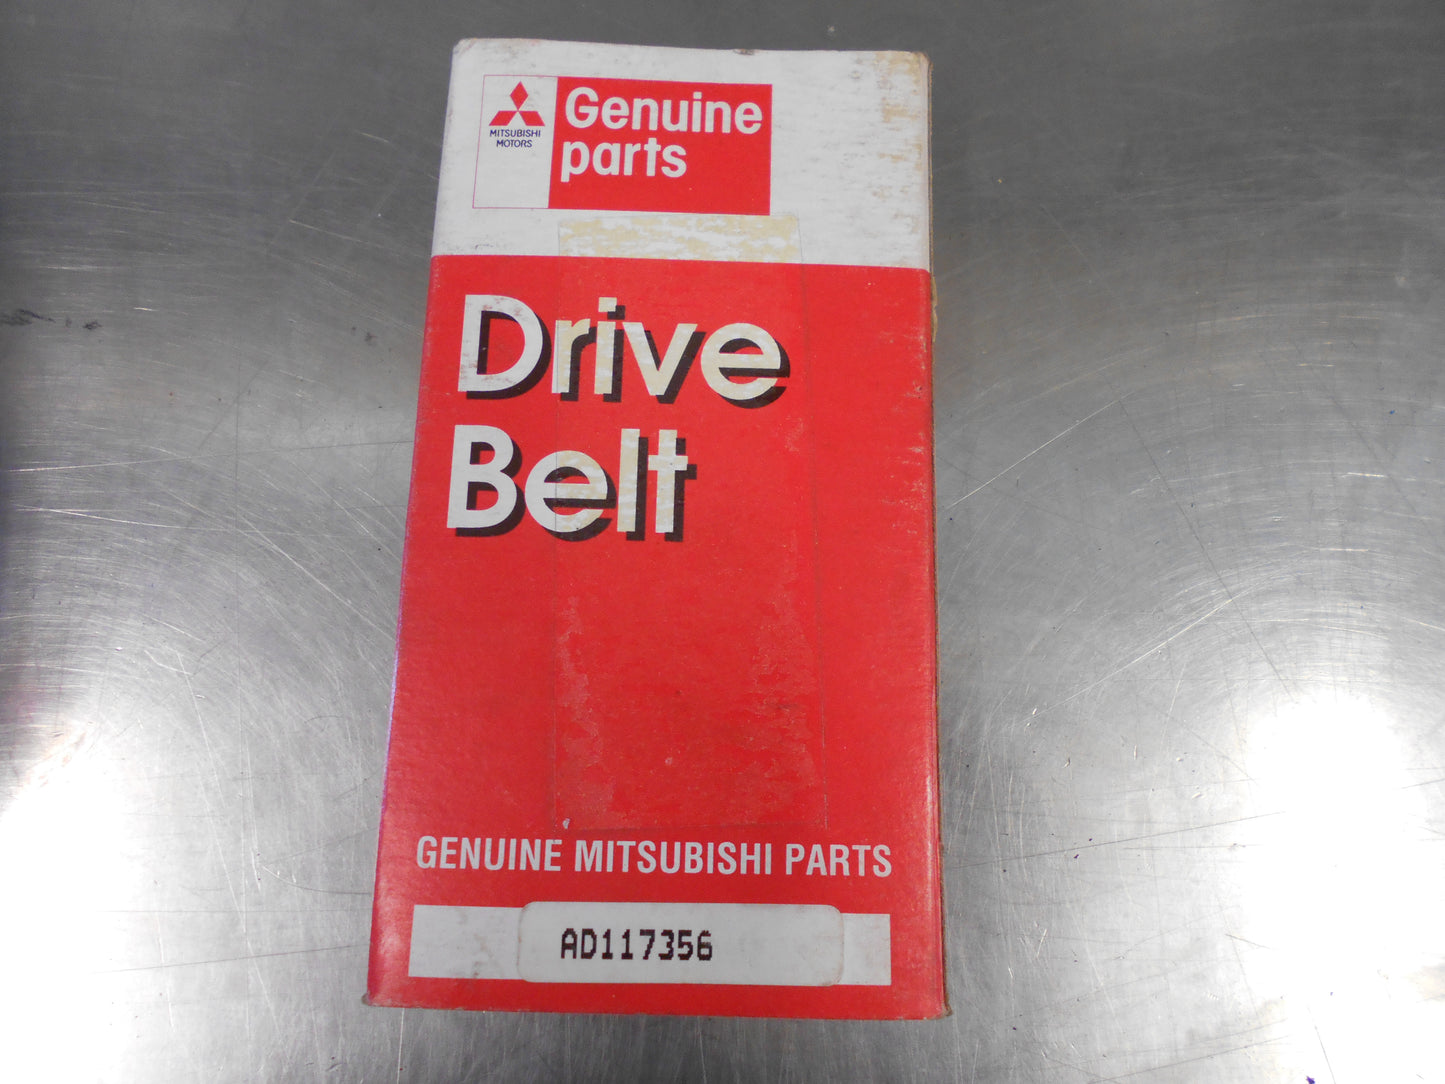 MITSUBISHI
MOTORS
Genuine
parts
Drive
Belt
GENUINE MITSUBISHI PARTS
AD117356